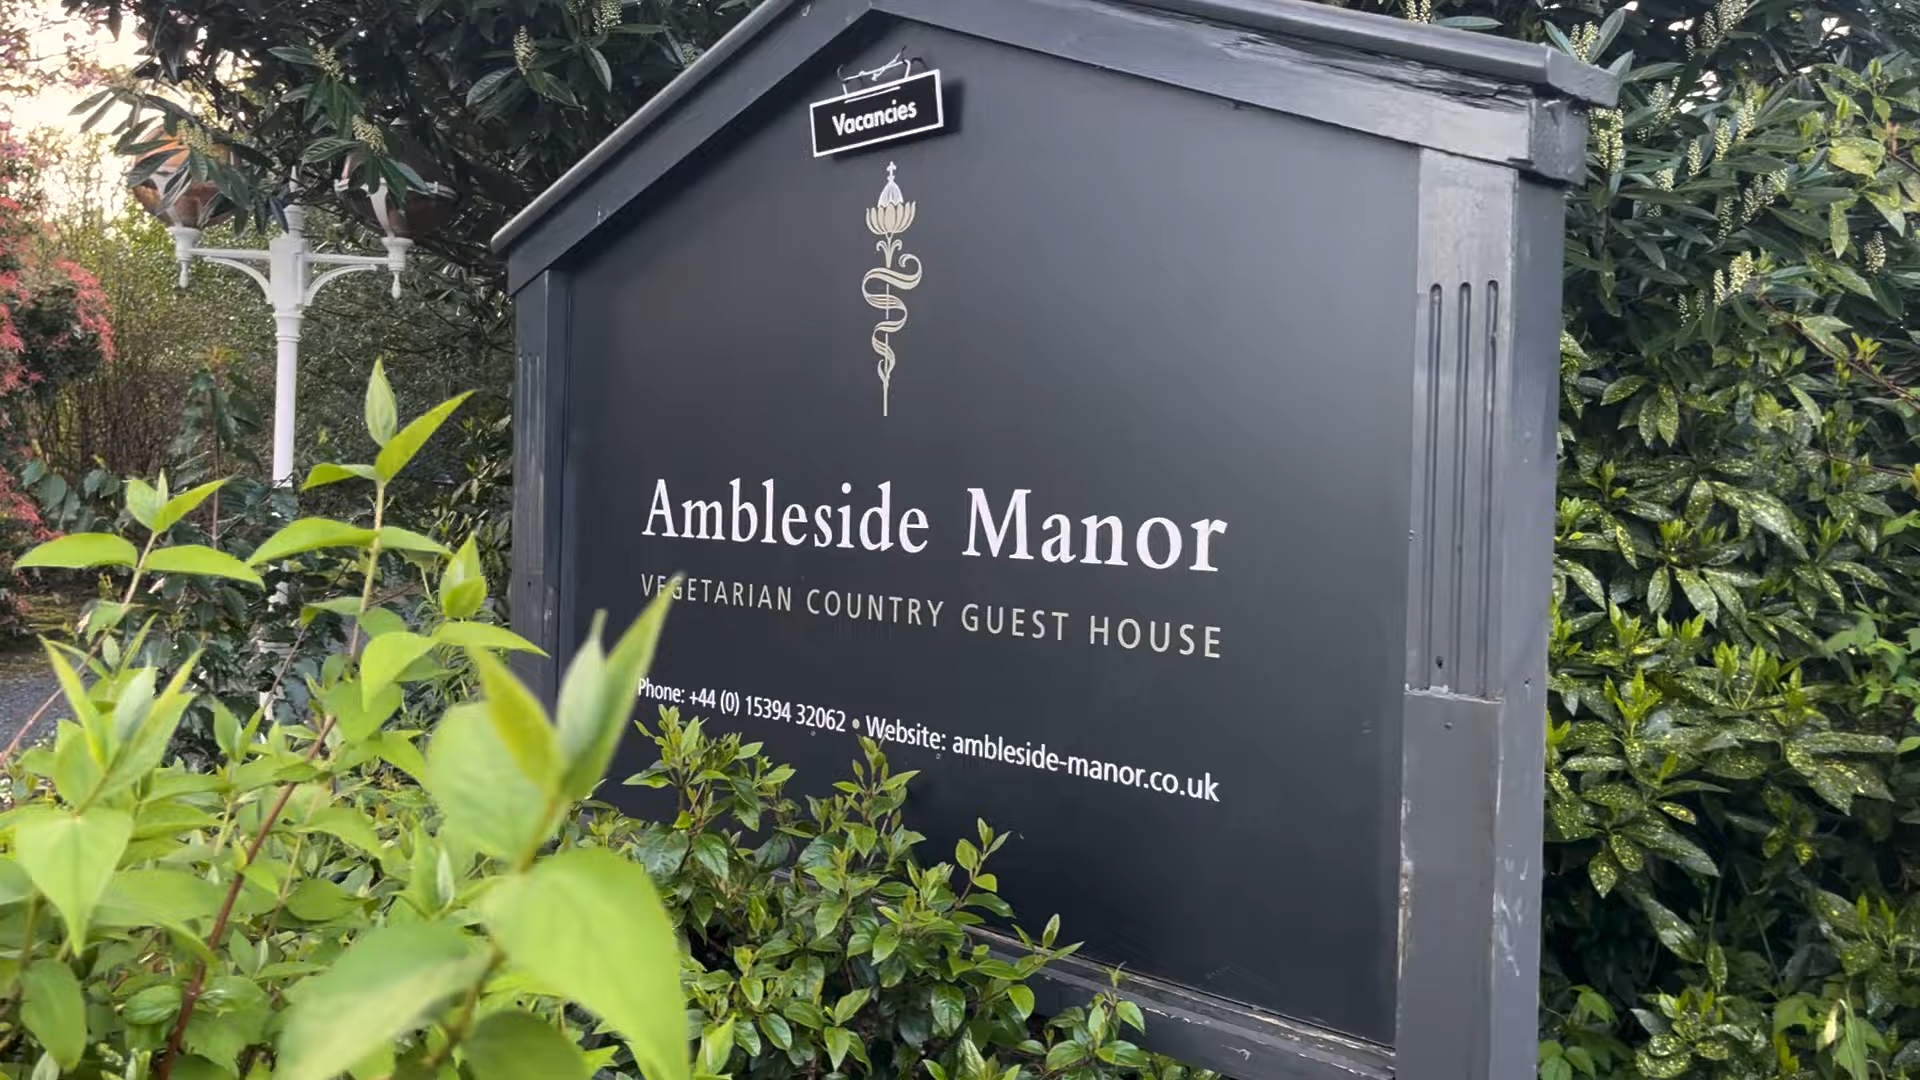 Vacancies
Ambleside Manor
VEGETARIAN COUNTRY GUEST HOUSE
Phone: +44 (0) 15394 32062 • Website: ambleside-manor.co.uk